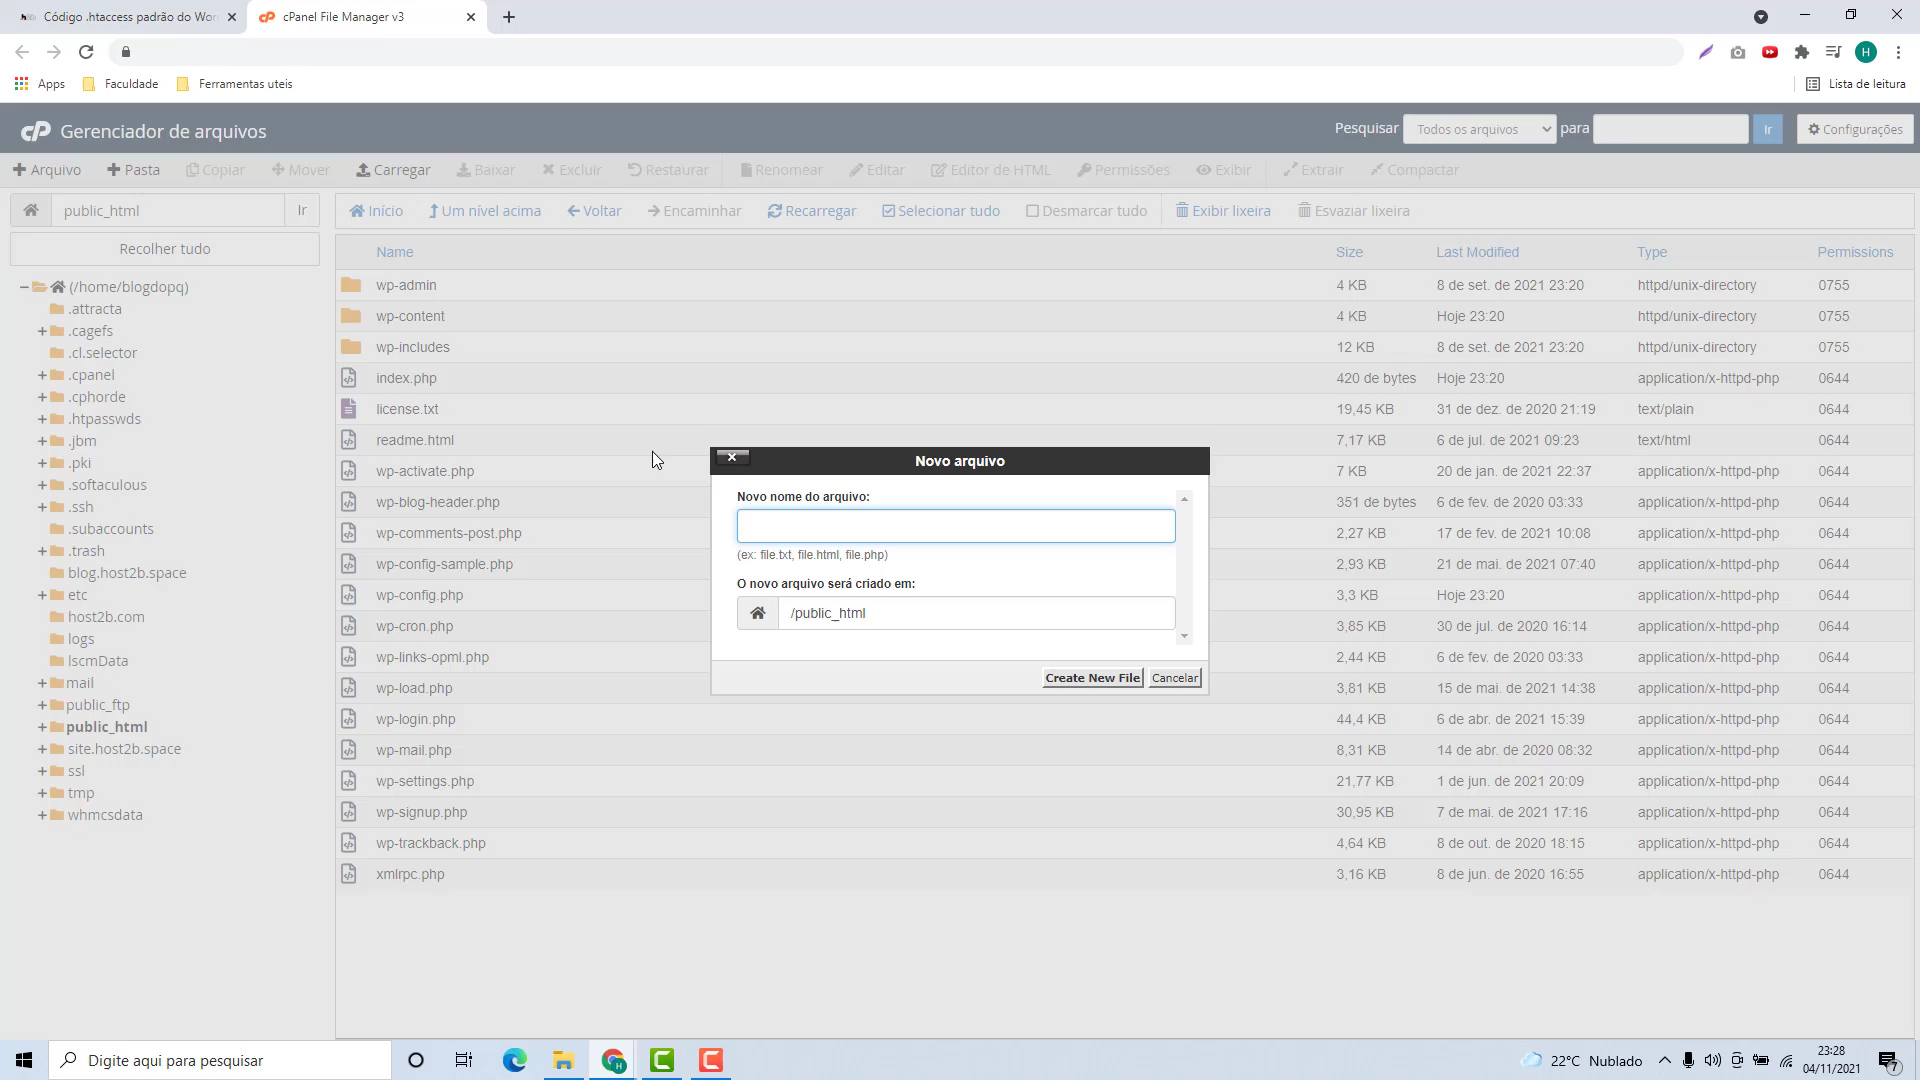 Código .htaccess padrão do Wor
cPanel File Manager v3
H
Apps
Faculdade
Ferramentas uteis
Lista de leitura
cP Gerenciador de arquivos
Pesquisar
Todos os arquivos
para
Ir
Configurações
Arquivo
Pasta
Copiar
Mover
Carregar
Baixar
Excluir
Restaurar
Renomear
Editar
Editor de HTML
Permissões
Exibir
Extrair
Compactar
public_html
Ir
Início
Um nível acima
Voltar
Encaminhar
Recarregar
Selecionar tudo
Desmarcar tudo
Exibir lixeira
Esvaziar lixeira
Recolher tudo
(/home/blogdopq)
.attracta
.cagefs
.cl.selector
.cpanel
.cphorde
.htpasswds
.jbm
.pki
.softaculous
.ssh
.subaccounts
.trash
blog.host2b.space
etc
host2b.com
logs
lscmData
mail
public_ftp
public_html
site.host2b.space
ssl
tmp
whmcsdata
Name Size Last Modified Type Permissions
wp-admin 4 KB 8 de set. de 2021 23:20 httpd/unix-directory 0755
wp-content 4 KB Hoje 23:20 httpd/unix-directory 0755
wp-includes 12 KB 8 de set. de 2021 23:20 httpd/unix-directory 0755
index.php 420 de bytes Hoje 23:20 application/x-httpd-php 0644
license.txt 19,45 KB 31 de dez. de 2020 21:19 text/plain 0644
readme.html 7,17 KB 6 de jul. de 2021 09:23 text/html 0644
wp-activate.php 7 KB 20 de jan. de 2021 22:37 application/x-httpd-php 0644
wp-blog-header.php 351 de bytes 6 de fev. de 2020 03:33 application/x-httpd-php 0644
wp-comments-post.php 2,27 KB 17 de fev. de 2021 10:08 application/x-httpd-php 0644
wp-config-sample.php 2,93 KB 21 de mai. de 2021 07:40 application/x-httpd-php 0644
wp-config.php 3,3 KB Hoje 23:20 application/x-httpd-php 0644
wp-cron.php 3,85 KB 30 de jul. de 2021 16:14 application/x-httpd-php 0644
wp-links-opml.php 2,44 KB 6 de fev. de 2020 03:33 application/x-httpd-php 0644
wp-load.php 3,81 KB 15 de mai. de 2021 14:38 application/x-httpd-php 0644
wp-login.php 44,4 KB 6 de abr. de 2021 15:39 application/x-httpd-php 0644
wp-mail.php 8,31 KB 14 de abr. de 2020 08:32 application/x-httpd-php 0644
wp-settings.php 21,77 KB 1 de jun. de 2021 20:09 application/x-httpd-php 0644
wp-signup.php 30,95 KB 7 de mai. de 2021 17:16 application/x-httpd-php 0644
wp-trackback.php 4,64 KB 8 de out. de 2020 18:15 application/x-httpd-php 0644
xmlrpc.php 3,16 KB 8 de jun. de 2020 16:55 application/x-httpd-php 0644
Novo arquivo
Novo nome do arquivo:
(ex: file.txt, file.html, file.php)
O novo arquivo será criado em:
/public_html
Create New File
Cancelar
Digite aqui para pesquisar
22°C Nublado
23:28
04/11/2021
7